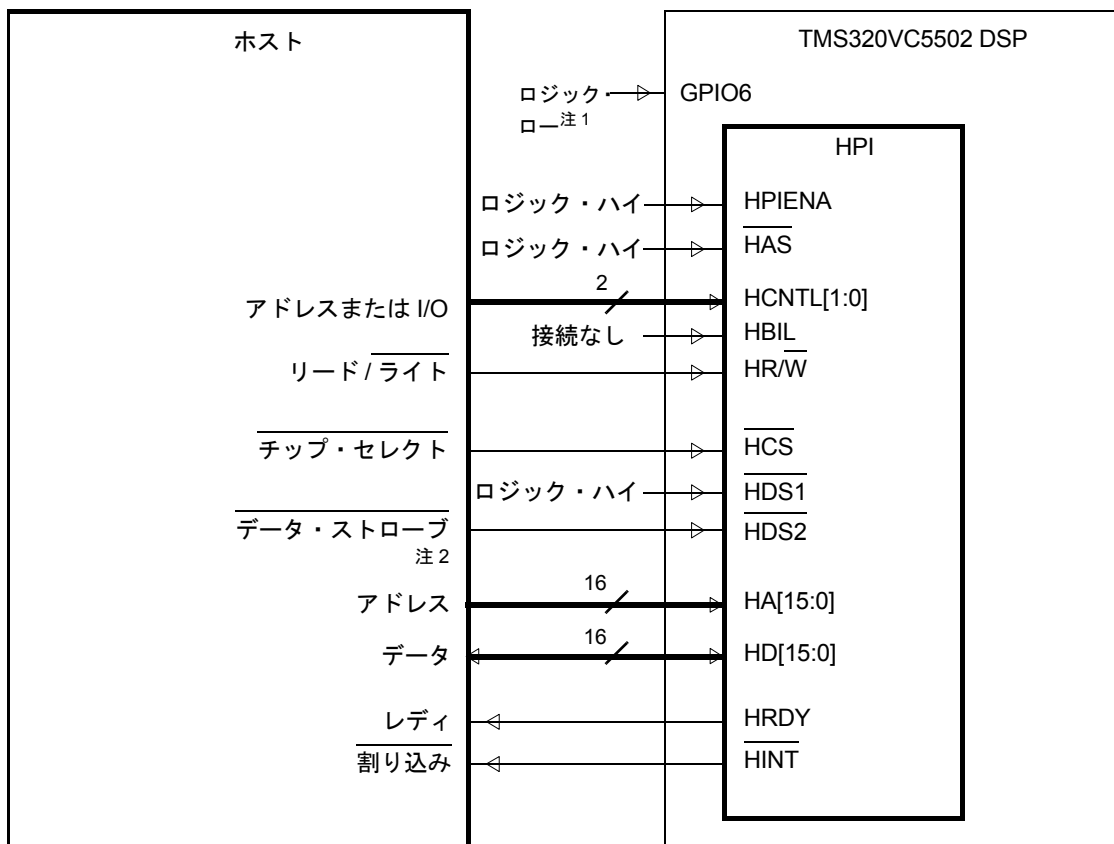 ホスト
TMS320VC5502 DSP
ロジック・
ロー注 1
GPIO6
HPI
ロジック・ハイ
HPIENA
ロジック・ハイ
HAS
2
アドレスまたは I/O
HCNTL[1:0]
接続なし
HBIL
リード / ライト
HR/W
チップ・セレクト
HCS
ロジック・ハイ
HDS1
データ・ストローブ
注 2
HDS2
16
アドレス
HA[15:0]
16
データ
HD[15:0]
レディ
HRDY
割り込み
HINT